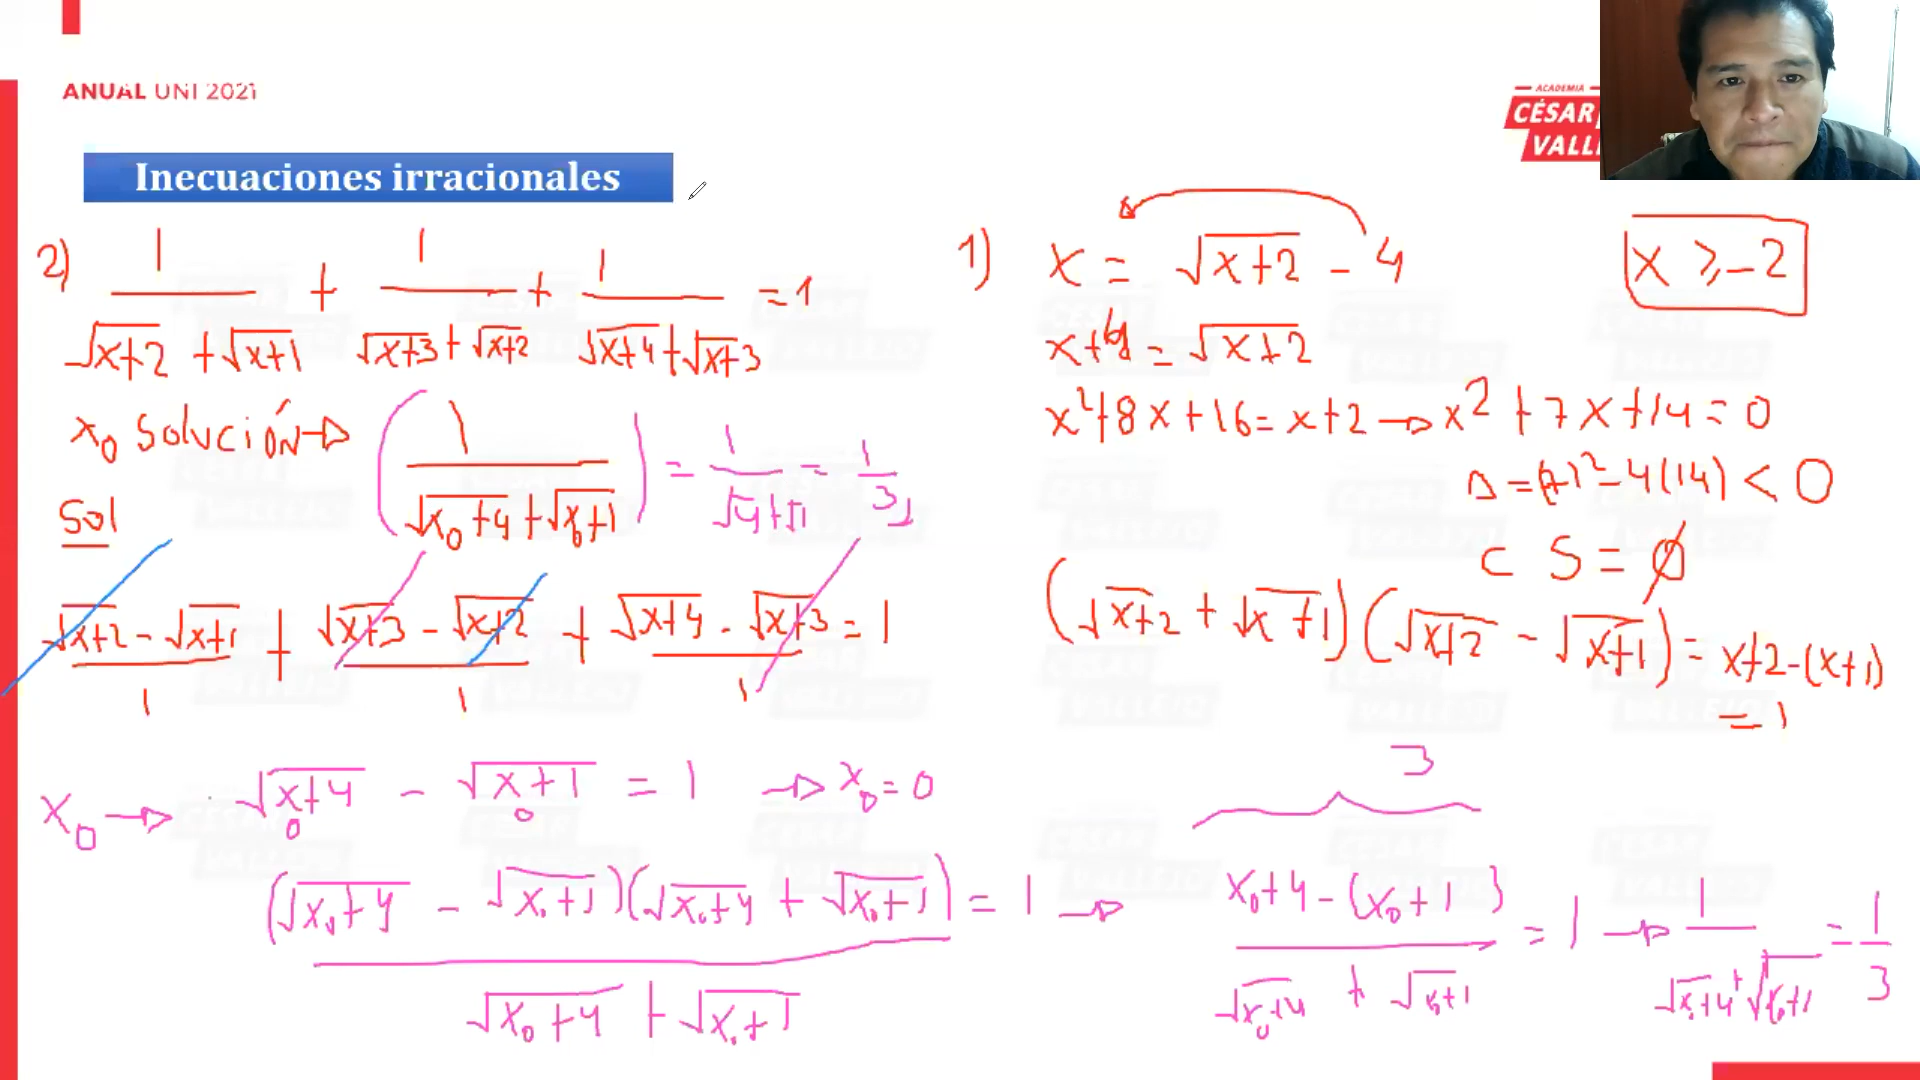 ANUAL UNI 2021
ACADEMIA
CÉSAR
VALLEJO
Inecuaciones irracionales
2) 1/(√(x+2) + √(x+1)) + 1/(√(x+3) + √(x+2)) + 1/(√(x+4) + √(x+3)) = 1
x₀ solución → (1/(√(x₀+4) + √(x₀+1))) = 1/(√4+√1) = 1/3
Sol
(√(x+2) - √(x+1))/1 + (√(x+3) - √(x+2))/1 + (√(x+4) - √(x+3))/1 = 1
x₀ → √(x₀+4) - √(x₀+1) = 1 → x₀ = 0
(√(x₀+4) - √(x₀+1))(√(x₀+4) + √(x₀+1))/(√(x₀+4) + √(x₀+1)) = 1 →
3
(x₀+4-(x₀+1))/(√(x₀+4) + √(x₀+1)) = 1 → 1/(√(x₀+4) + √(x₀+1)) = 1/3
1) x = √(x+2) - 4
x ≥ -2
x+4 = √(x+2)
x²+8x+16 = x+2 → x²+7x+14 = 0
Δ = (7)² - 4(14) < 0
CS = ∅
(√(x+2) + √(x+1))(√(x+2) - √(x+1)) = x+2-(x+1)
= 1